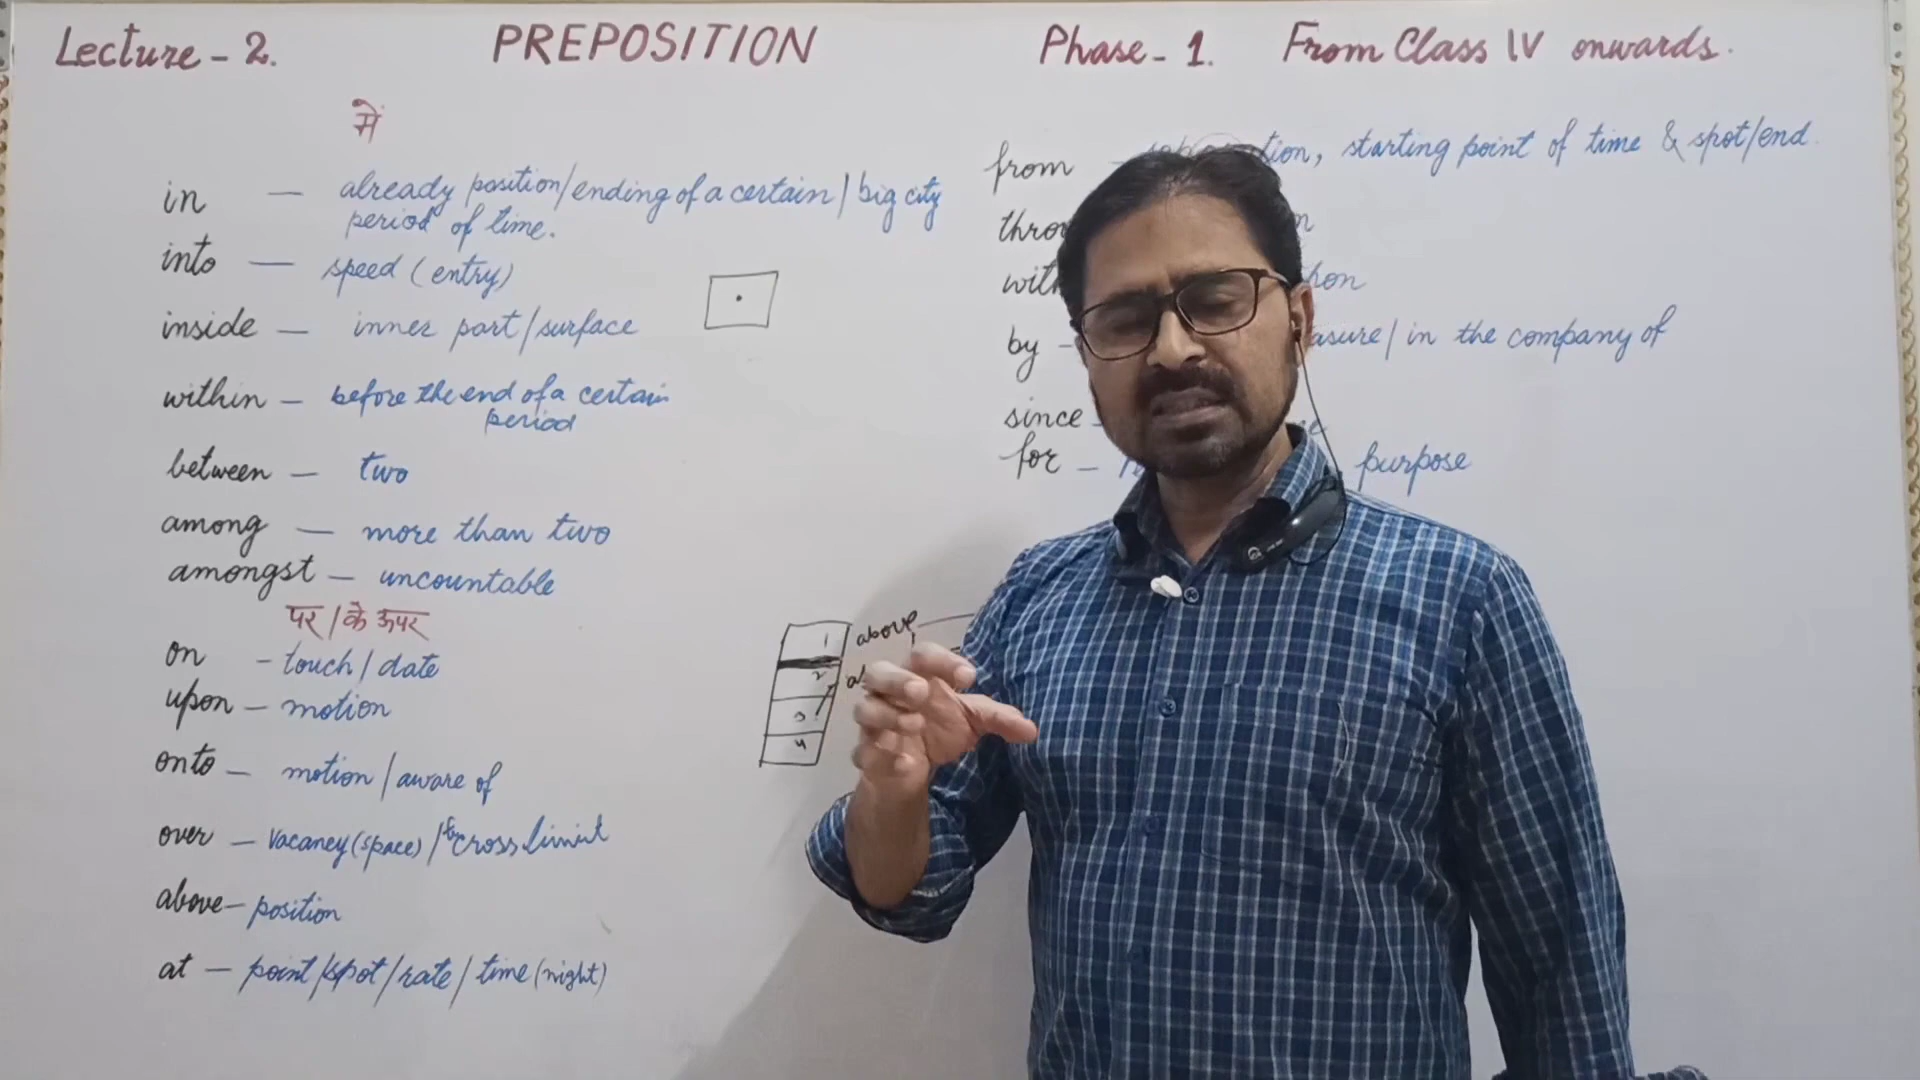 Lecture - 2. PREPOSITION Phase - 1. From Class IV onwards.
में
in — already position/ending of a certain / big city
period of time.
into — speed (entry)
inside — inner part/surface
within — before the end of a certain
period
between — two
among — more than two
amongst — uncountable
पर / के ऊपर
on - touch / date
upon - motion
onto - motion / aware of
over - vacancy (space) / cross limit
above - position
at - point/spot/rate/time (night)
1 above
2
3
4
from starting point of time & spot/end.
by - in the company of
since -
for - purpose